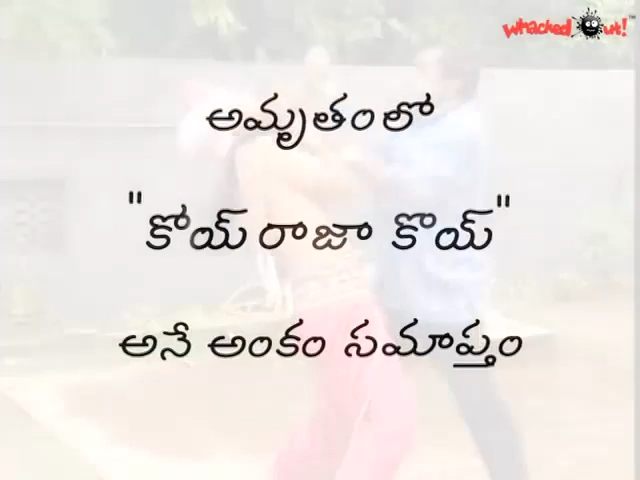 whacked out!
అమృతంలో
"కోయ్ రాజా కొయ్"
అనే అంకం సమాప్తం